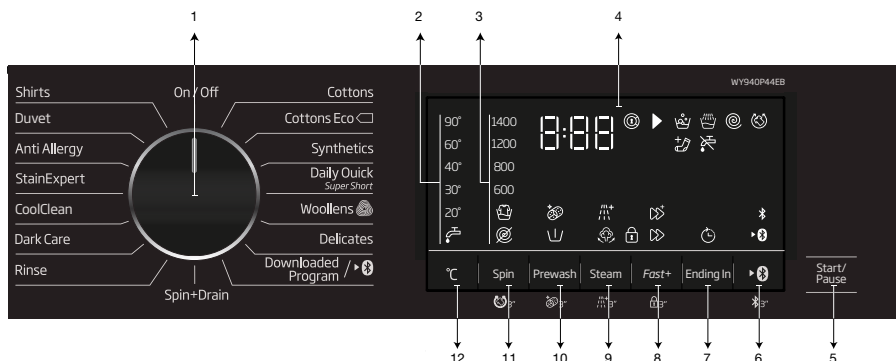 1 2 3 4
WY940P44EB
Shirts On / Off Cottons
Duvet Cottons Eco
Anti Allergy Synthetics
StainExpert Daily Quick
Super Short
CoolClean Woollens
Dark Care Delicates
Rinse Downloaded
Program /
Spin+Drain
90° 1400 8:88
60° 1200
40° 800
30° 600
20°
°C Spin Prewash Steam Fast+ Ending In
Start/
Pause
3" 3" 3" 3" 3"
12 11 10 9 8 7 6 5